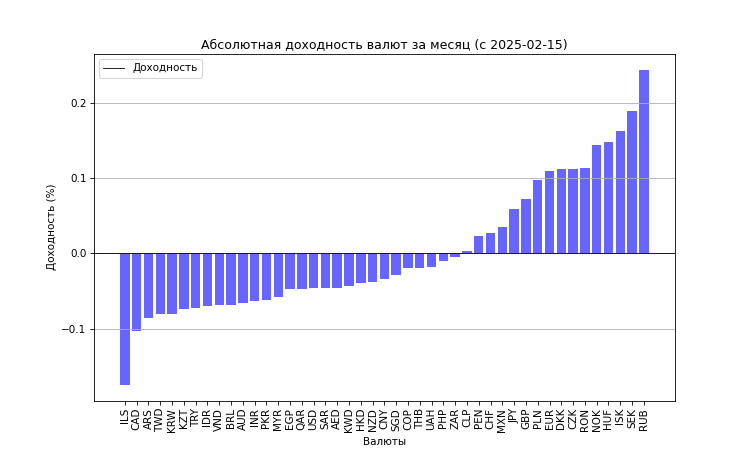 Абсолютная доходность валют за месяц (с 2025-02-15)
Доходность
Доходность (%)
0.2
0.1
0.0
−0.1
ILS
CAD
ARS
TWD
KRW
KZT
TRY
IDR
VND
BRL
AUD
INR
PKR
MYR
EGP
QAR
USD
SAR
AED
KWD
HKD
NZD
CNY
SGD
COP
THB
UAH
PHP
ZAR
CLP
PEN
CHF
MXN
JPY
GBP
PLN
EUR
DKK
CZK
RON
NOK
HUF
ISK
SEK
RUB
Валюты